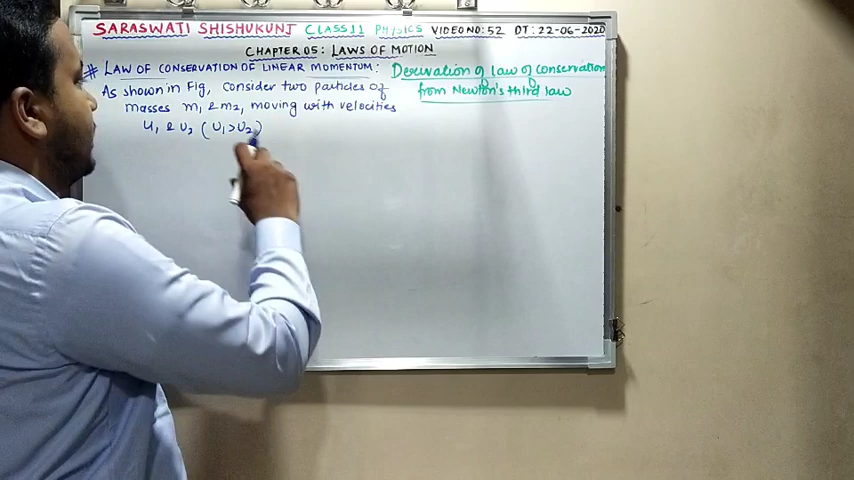 SARASWATI SHISHUKUNJ CLASS 11 PHYSICS VIDEO NO: 52 DT: 22-06-2020
CHAPTER 05: LAWS OF MOTION
# LAW OF CONSERVATION OF LINEAR MOMENTUM: Derivation of law of conservation
from Newton's third law
As shown in Fig, Consider two particles of
masses m1 & m2, moving with velocities
u1 & u2 (u1>u2)